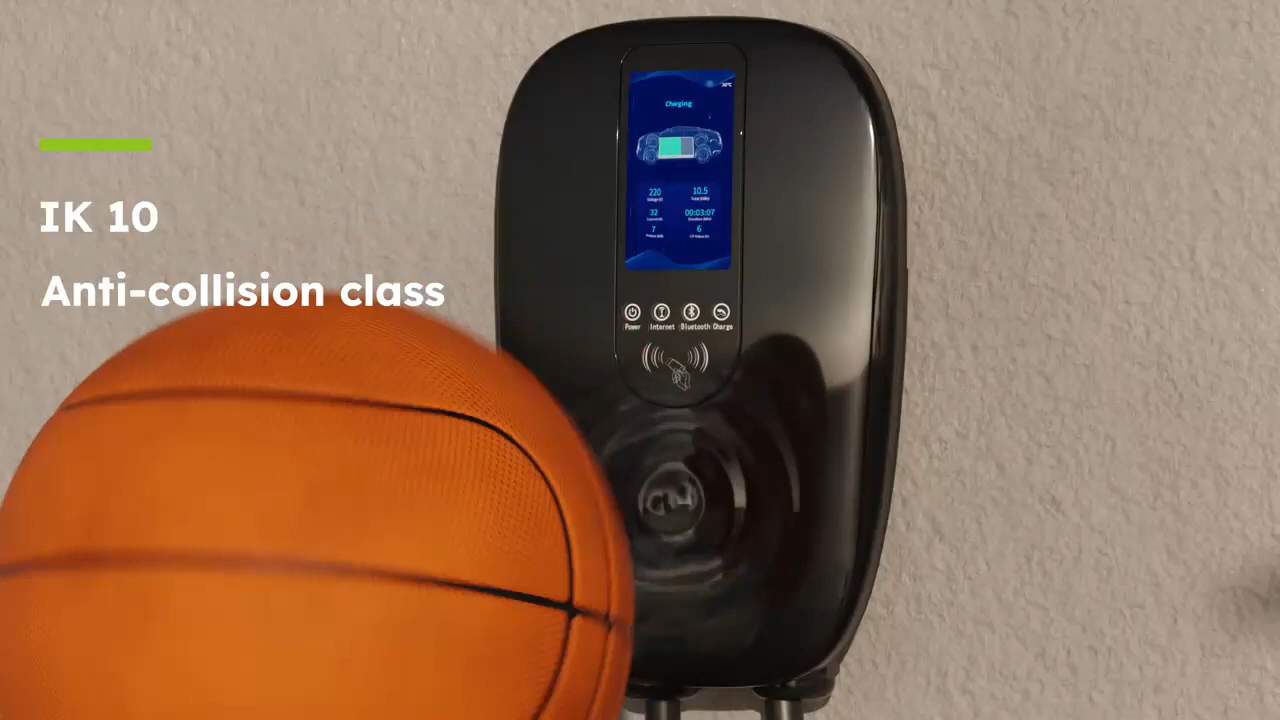 IK 10
Anti-collision class
20°C
Charging
220 10.5
32 00:03:07
7 6
Power Internet Bluetooth Charge